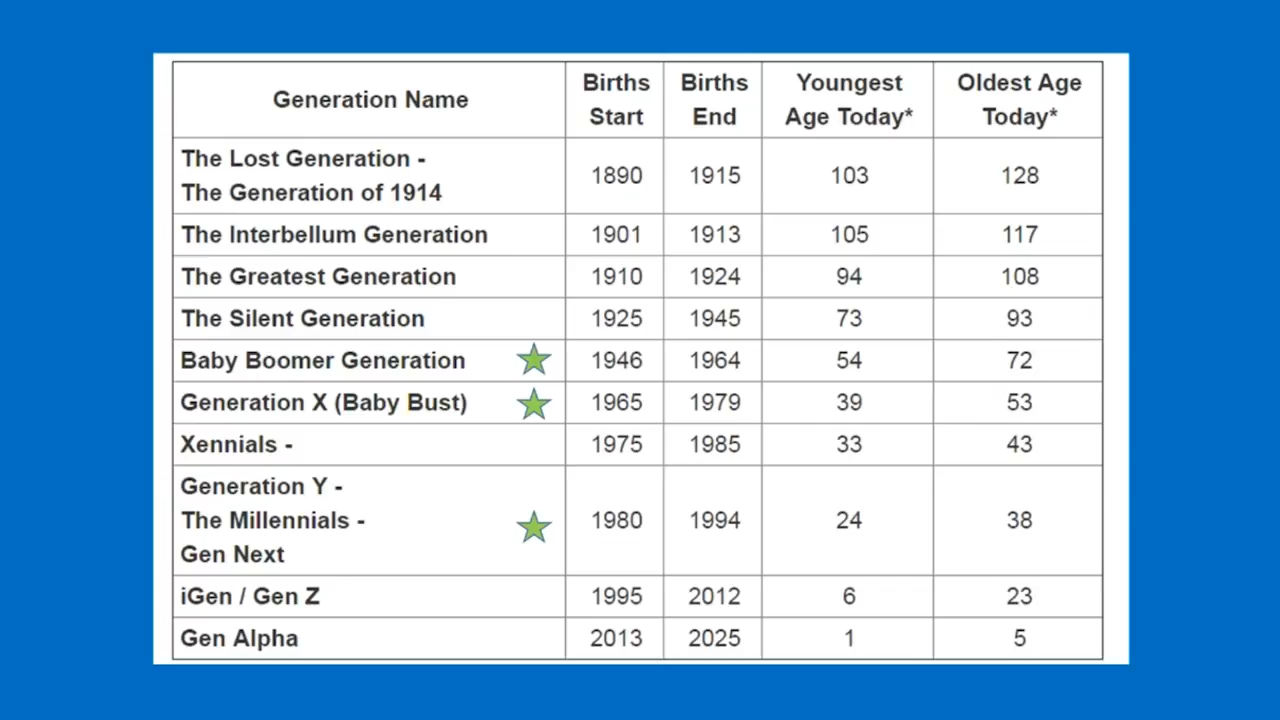 Generation Name Births Start Births End Youngest Age Today* Oldest Age Today*
The Lost Generation -
The Generation of 1914 1890 1915 103 128
The Interbellum Generation 1901 1913 105 117
The Greatest Generation 1910 1924 94 108
The Silent Generation 1925 1945 73 93
Baby Boomer Generation 1946 1964 54 72
Generation X (Baby Bust) 1965 1979 39 53
Xennials - 1975 1985 33 43
Generation Y -
The Millennials - 1980 1994 24 38
Gen Next
iGen / Gen Z 1995 2012 6 23
Gen Alpha 2013 2025 1 5